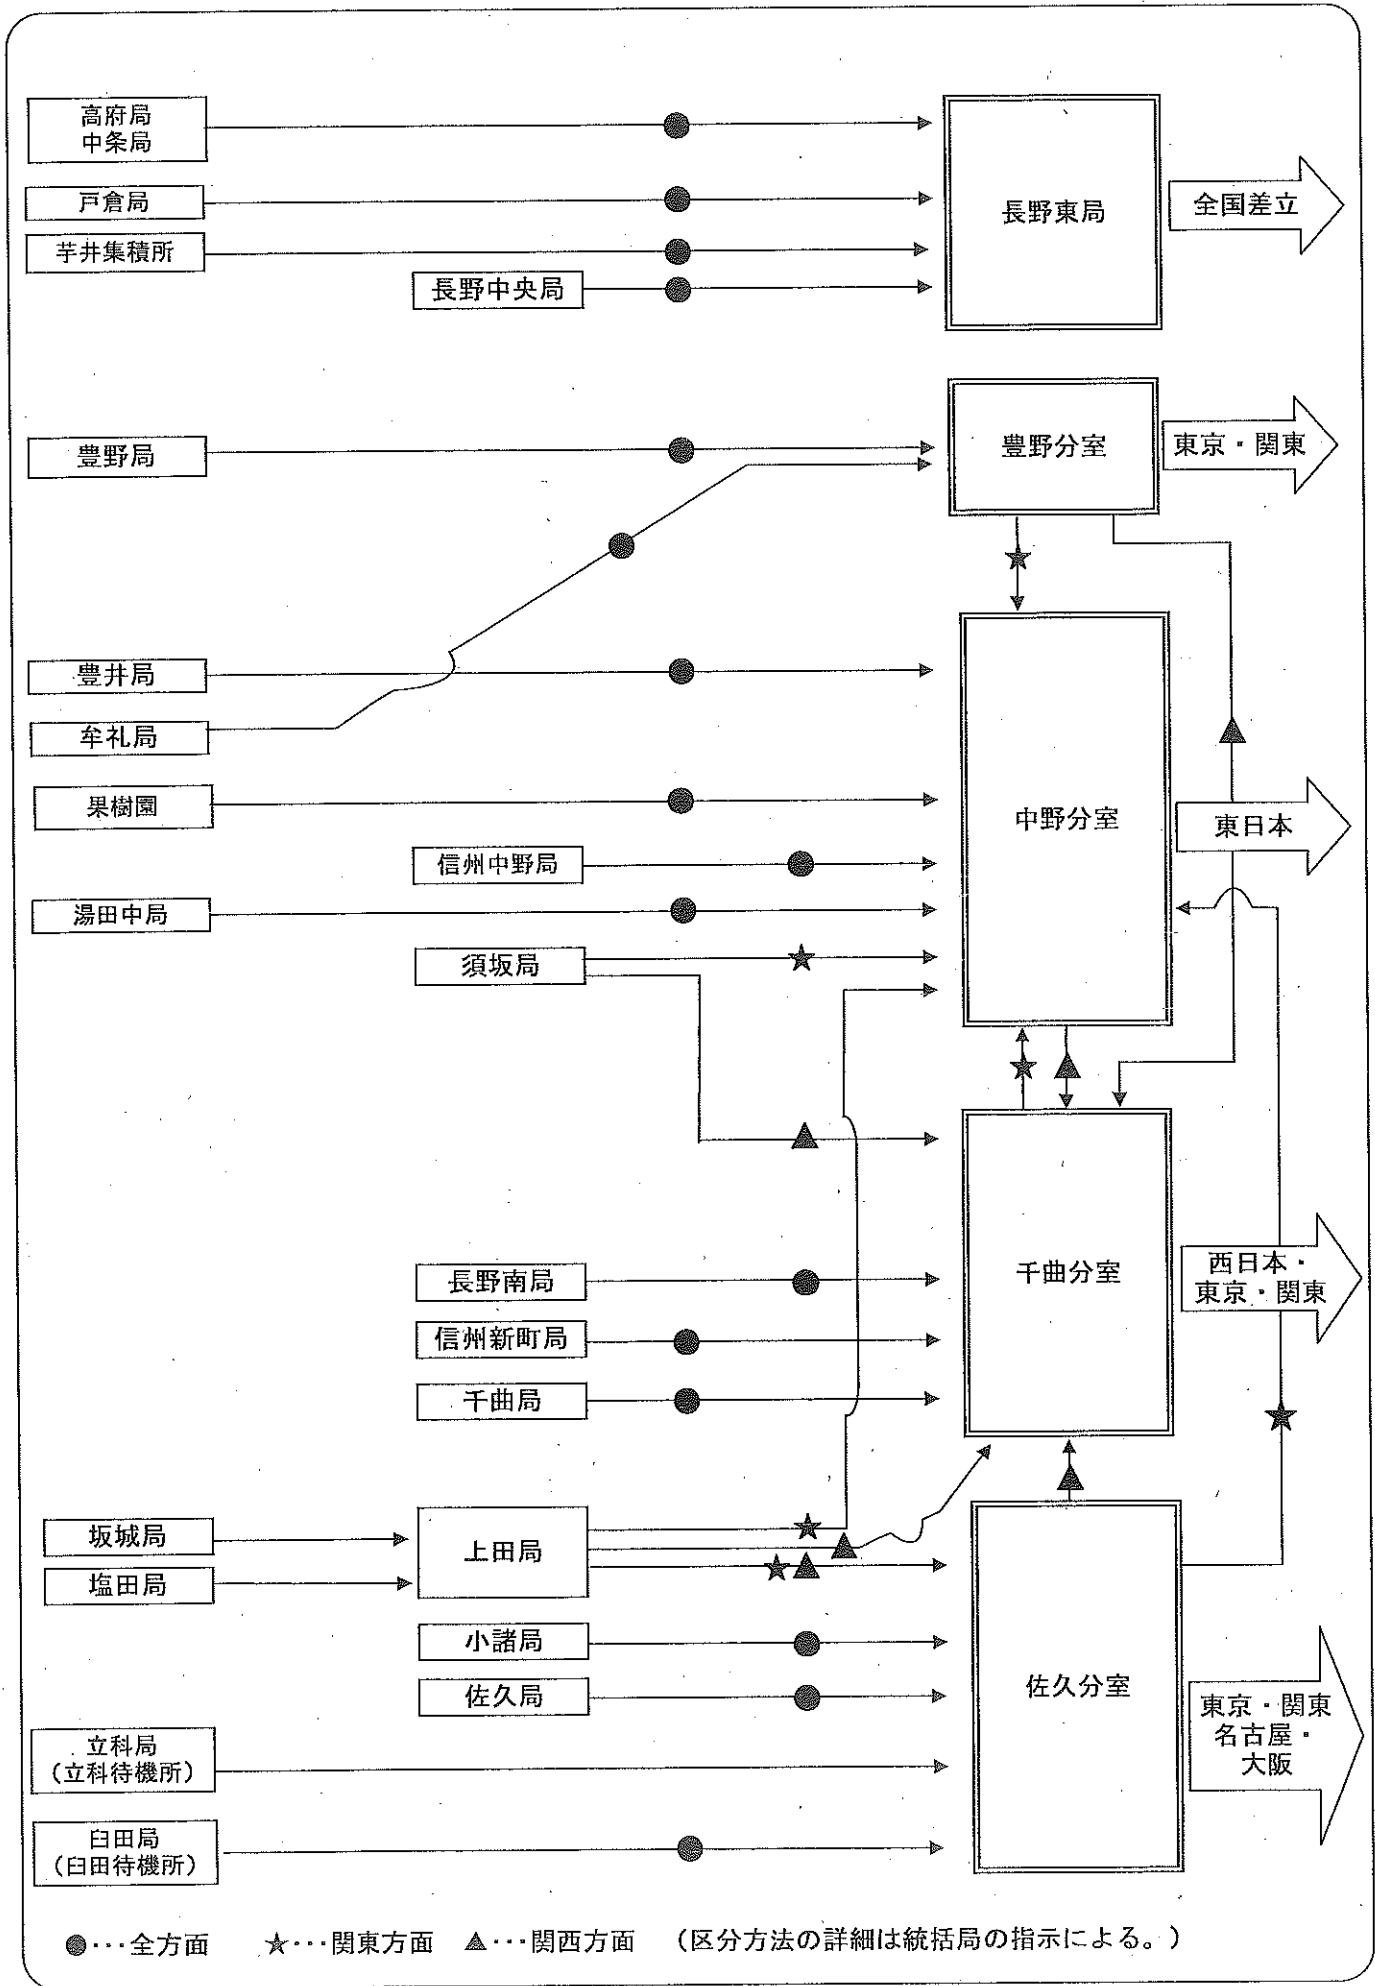 高府局
中条局
戸倉局
芋井集積所
長野中央局
長野東局
全国差立
豊野局
豊野分室
東京・関東
豊井局
牟礼局
果樹園
信州中野局
湯田中局
須坂局
中野分室
東日本
長野南局
信州新町局
千曲局
千曲分室
西日本・
東京・関東
坂城局
塩田局
上田局
小諸局
佐久局
立科局
（立科待機所）
臼田局
（臼田待機所）
佐久分室
東京・関東
名古屋・
大阪
●…全方面　★…関東方面　▲…関西方面　（区分方法の詳細は統括局の指示による。）